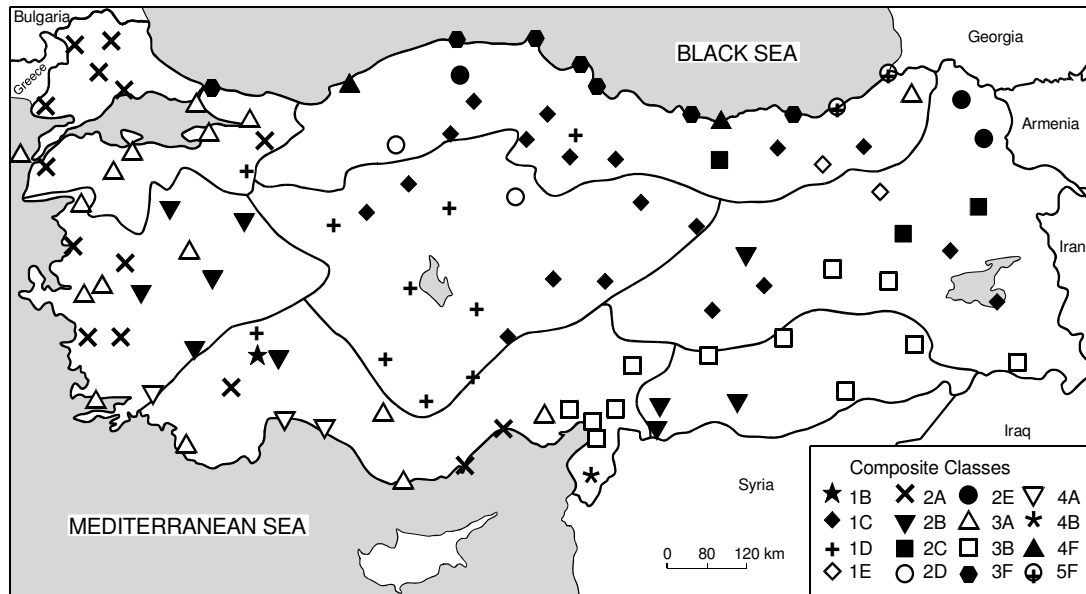 Bulgaria
Greece
BLACK SEA
Georgia
Armenia
Iran
Iraq
Syria
MEDITERRANEAN SEA
0 80 120 km
Composite Classes
1B 2A 2E 4A
1C 2B 3A 4B
1D 2C 3B 4F
1E 2D 3F 5F